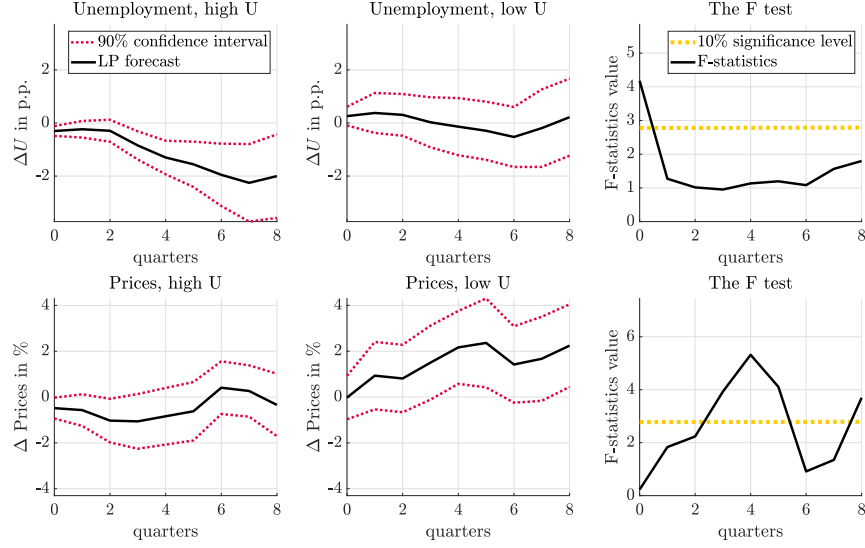 Unemployment, high U
Unemployment, low U
The F test
90% confidence interval
LP forecast
10% significance level
F-statistics
ΔU in p.p.
2
0
-2
0 2 4 6 8
quarters
ΔU in p.p.
2
0
-2
0 2 4 6 8
quarters
F-statistics value
5
4
3
2
1
0
0 2 4 6 8
quarters
Prices, high U
Prices, low U
The F test
Δ Prices in %
4
2
0
-2
-4
0 2 4 6 8
quarters
Δ Prices in %
4
2
0
-2
-4
0 2 4 6 8
quarters
F-statistics value
6
4
2
0
0 2 4 6 8
quarters